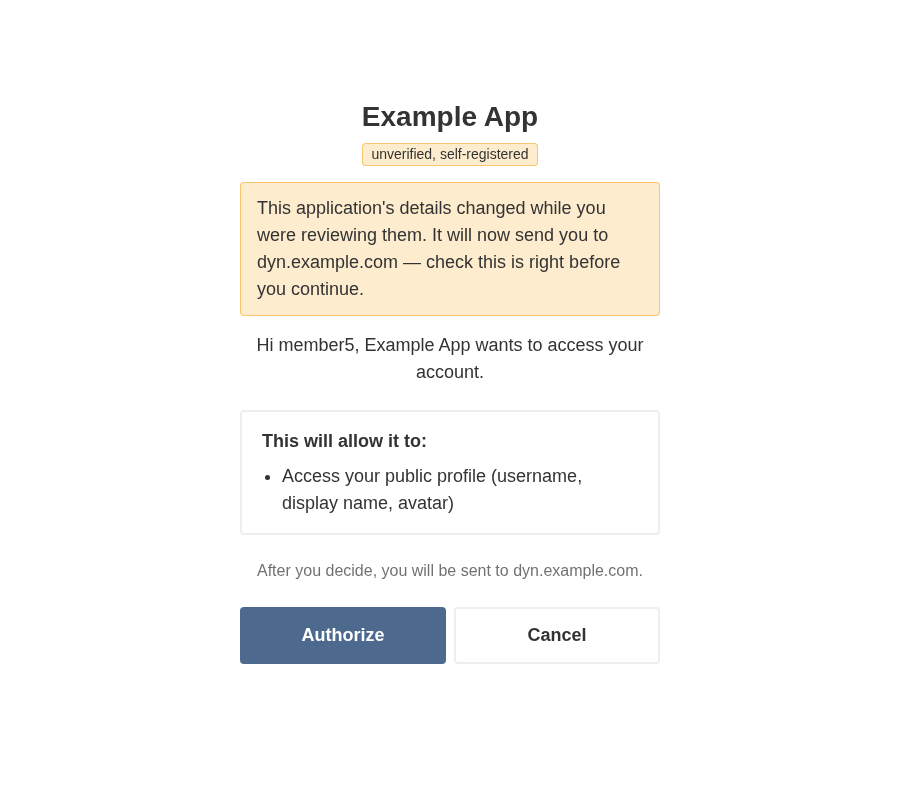 Example App
unverified, self-registered
This application's details changed while you
were reviewing them. It will now send you to
dyn.example.com — check this is right before
you continue.
Hi member5, Example App wants to access your
account.
This will allow it to:
• Access your public profile (username,
display name, avatar)
After you decide, you will be sent to dyn.example.com.
Authorize
Cancel